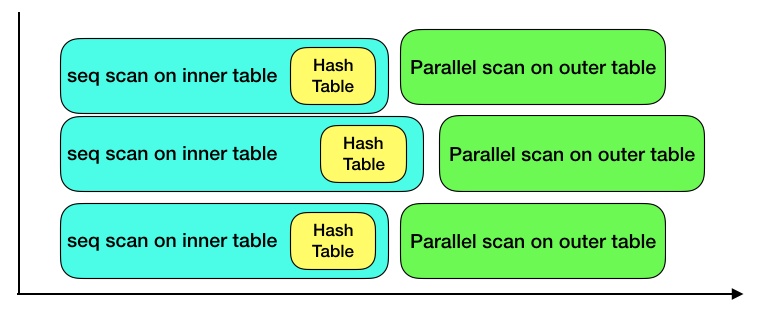 seq scan on inner table
Hash
Table
Parallel scan on outer table
seq scan on inner table
Hash
Table
Parallel scan on outer table
seq scan on inner table
Hash
Table
Parallel scan on outer table